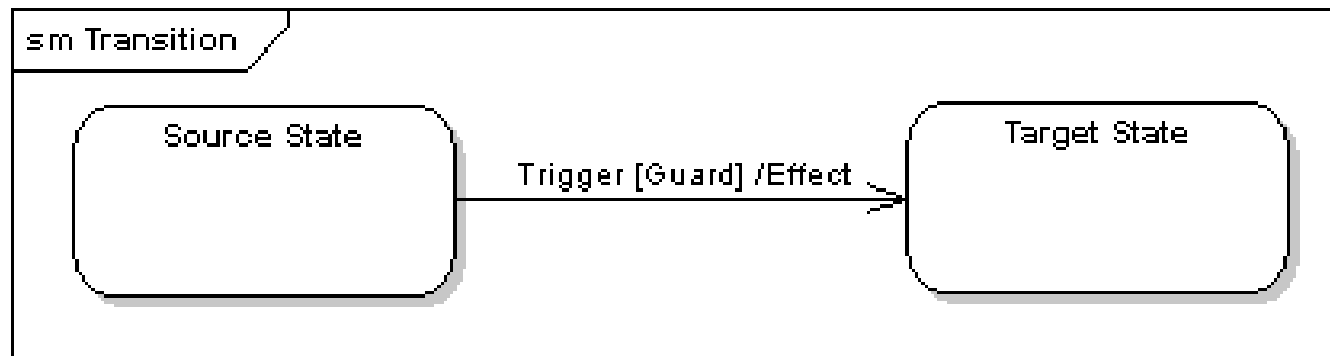 sm Transition
Source State
Trigger [Guard] /Effect
Target State